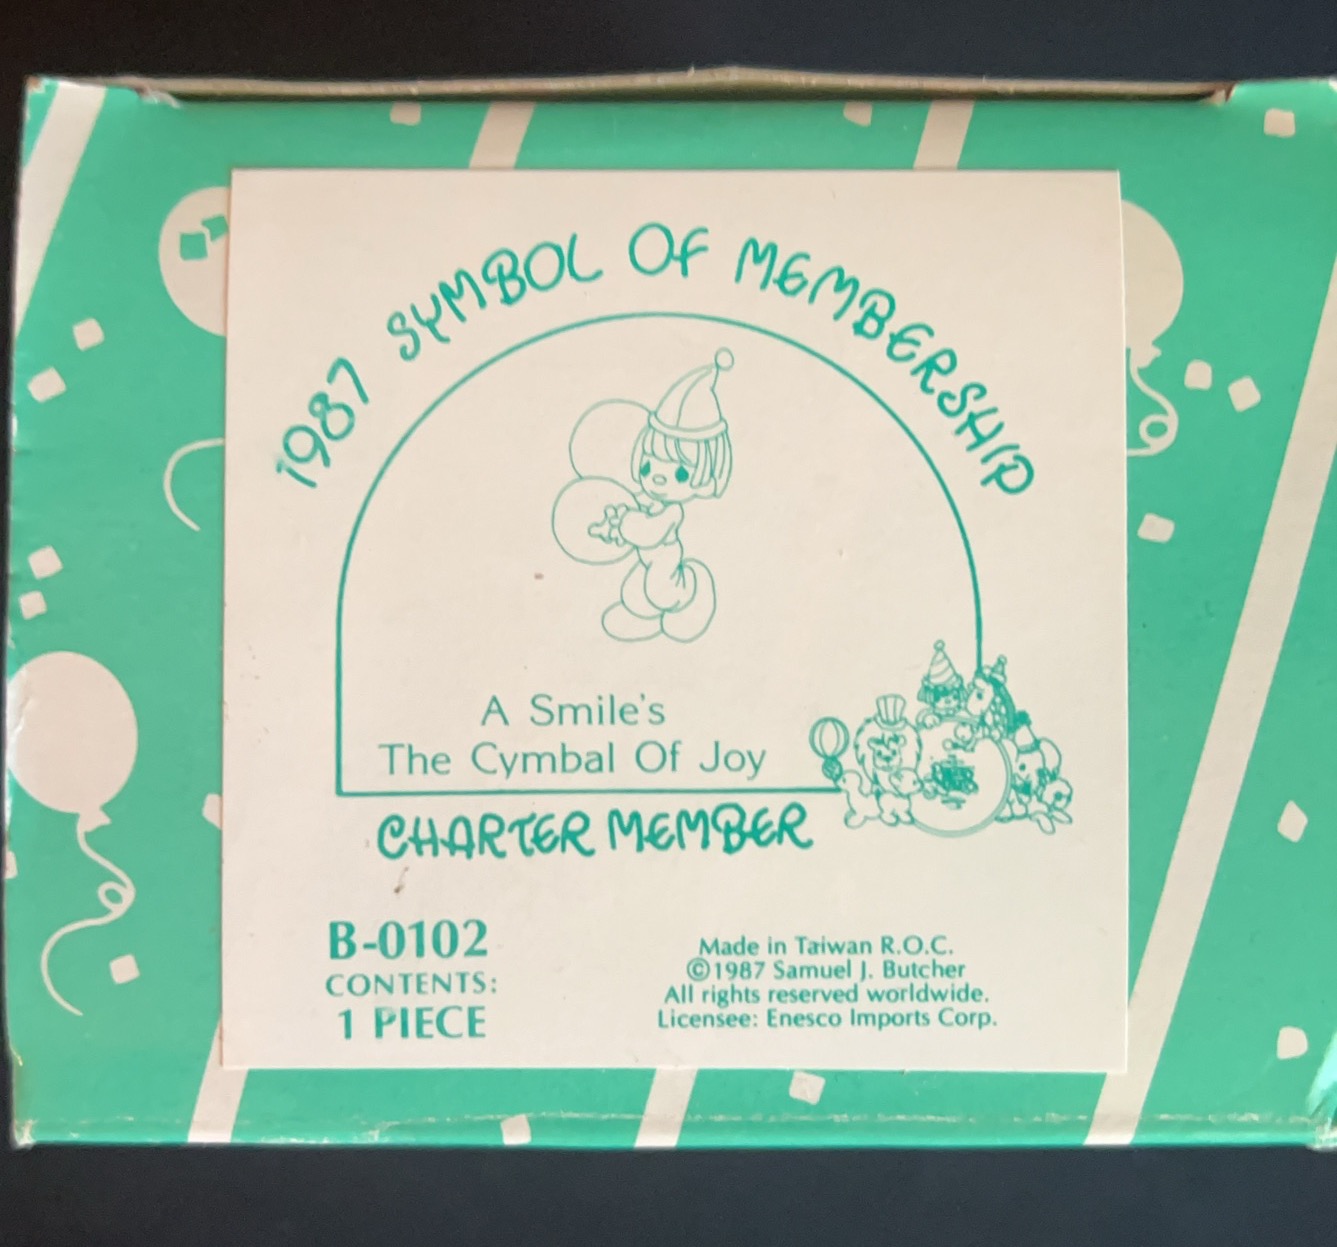 1987 SYMBOL OF MEMBERSHIP
A Smile's
The Cymbal Of Joy
CHARTER MEMBER
B-0102
CONTENTS:
1 PIECE
Made in Taiwan R.O.C.
©1987 Samuel J. Butcher
All rights reserved worldwide.
Licensee: Enesco Imports Corp.